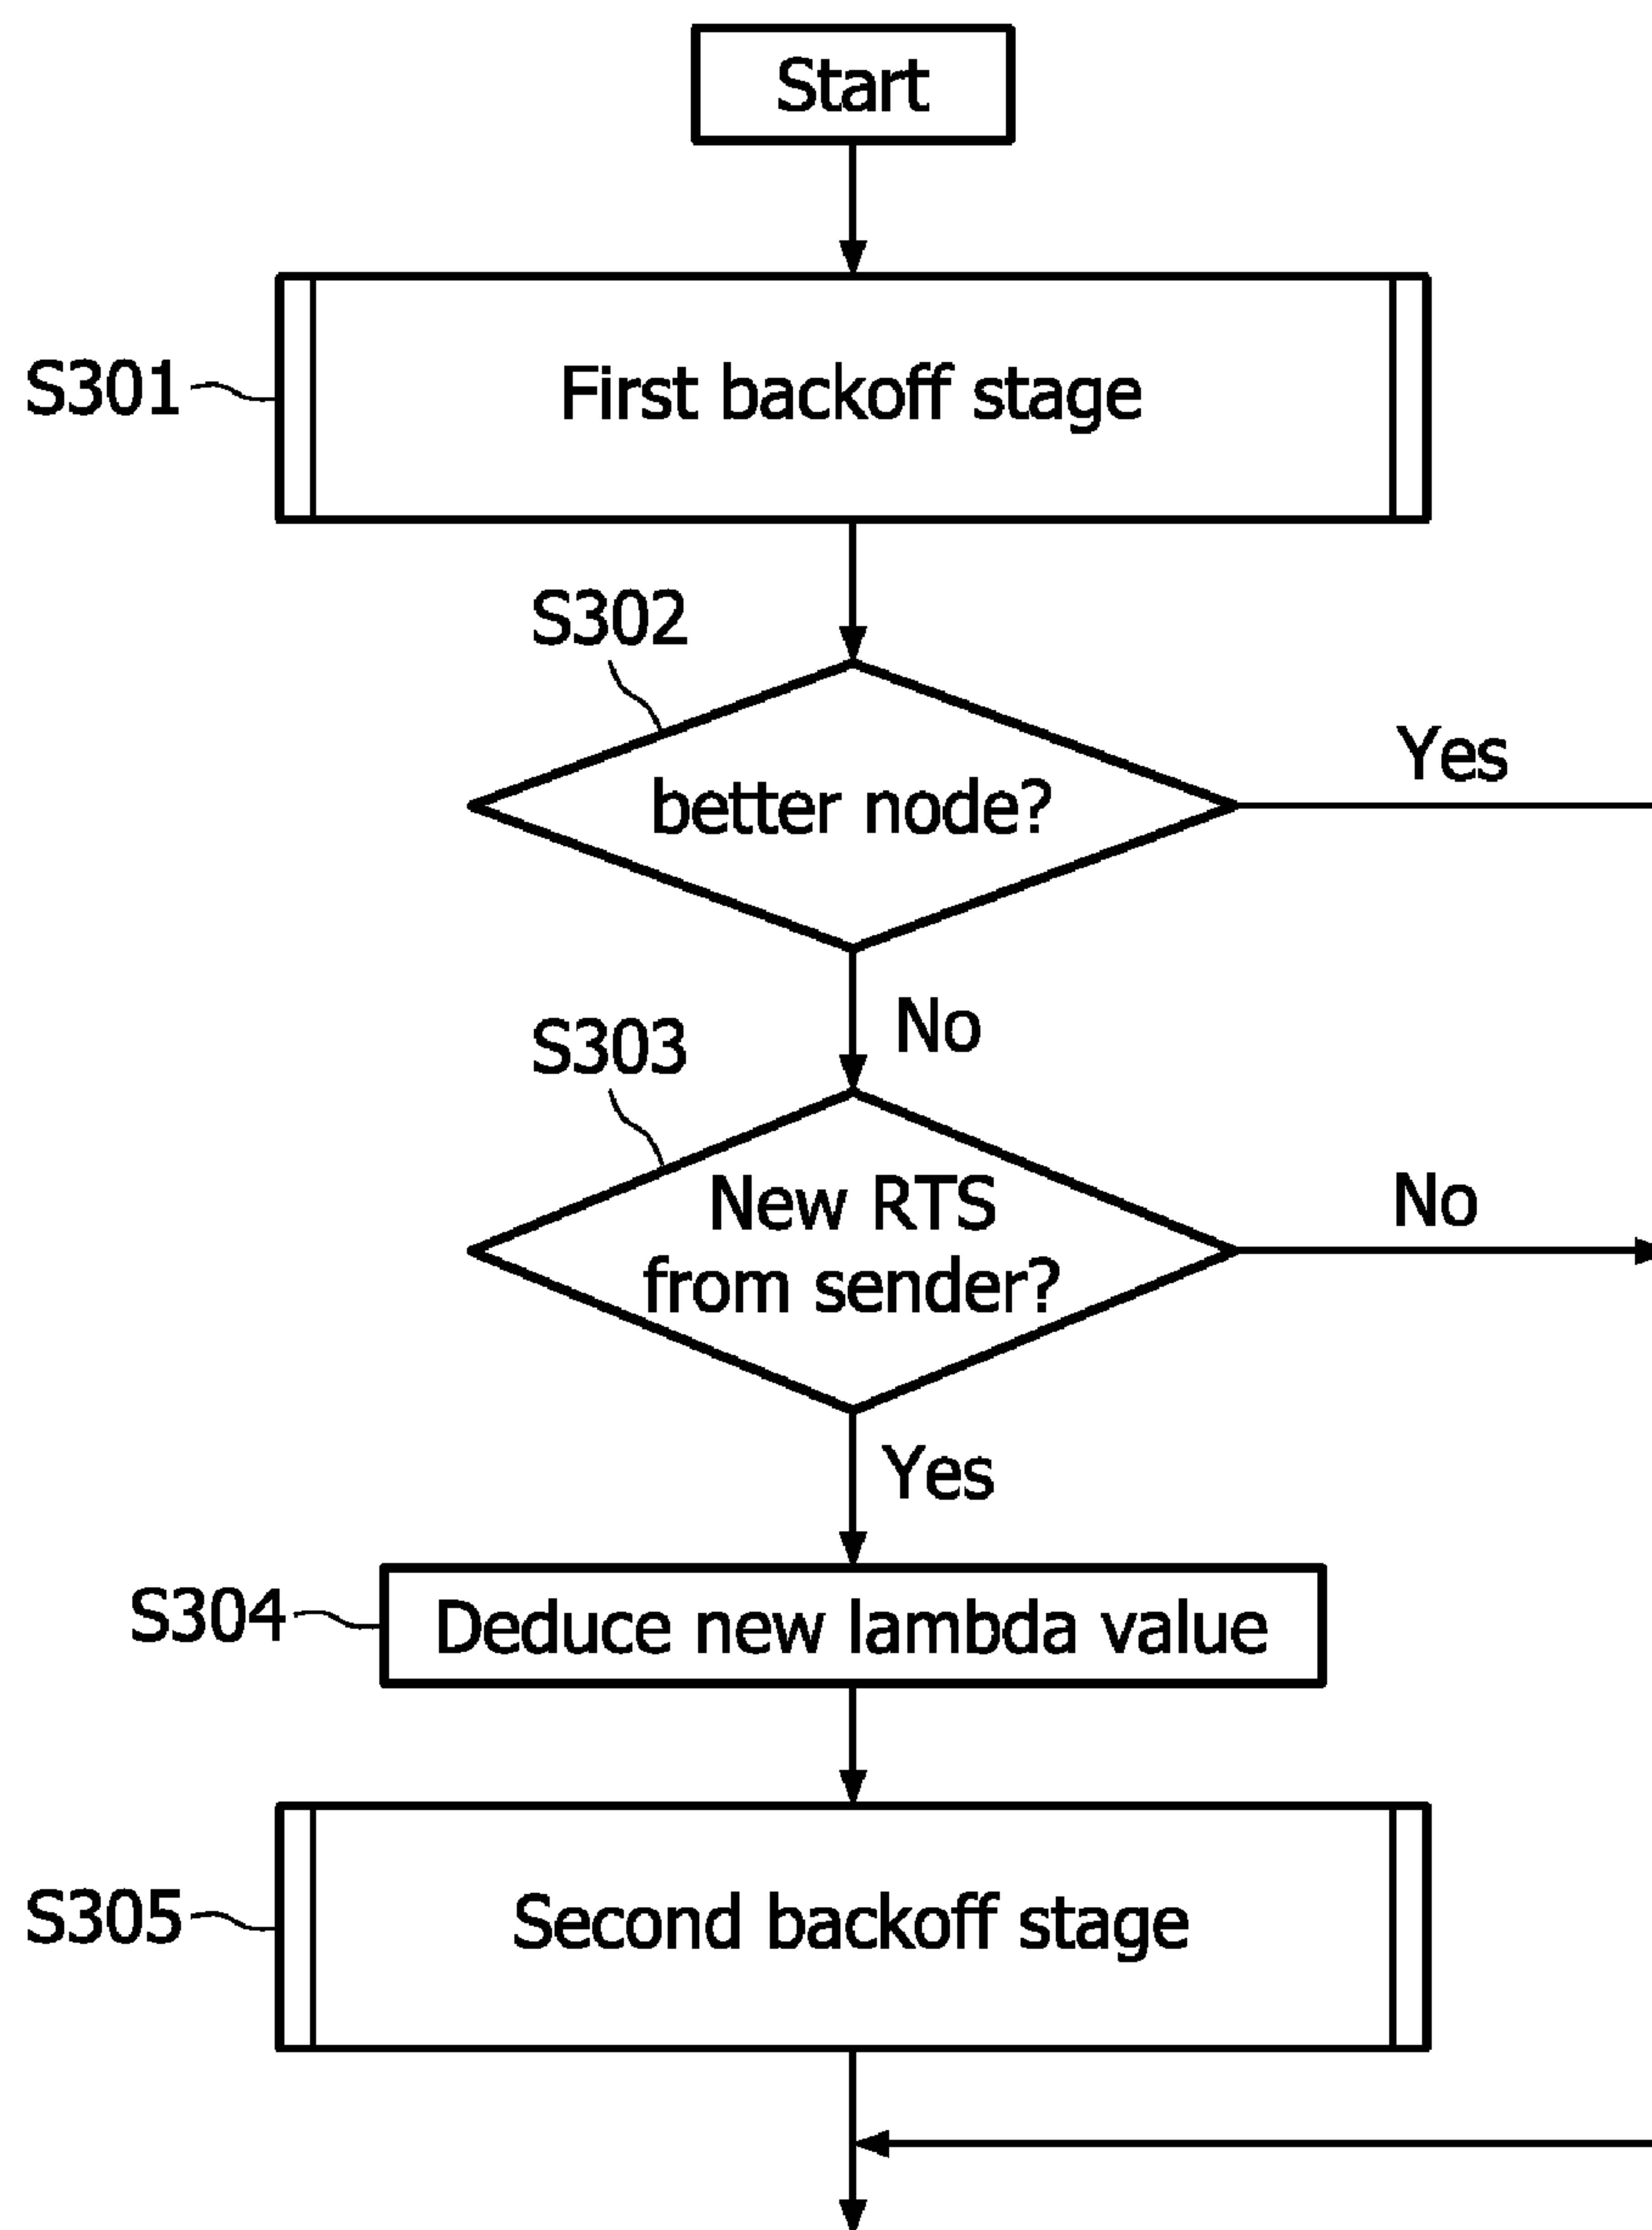 Start
S301
First backoff stage
S302
Yes
better node?
No
S303
New RTS
No
from sender?
Yes
S304
Deduce new lambda value
S305
Second backoff stage